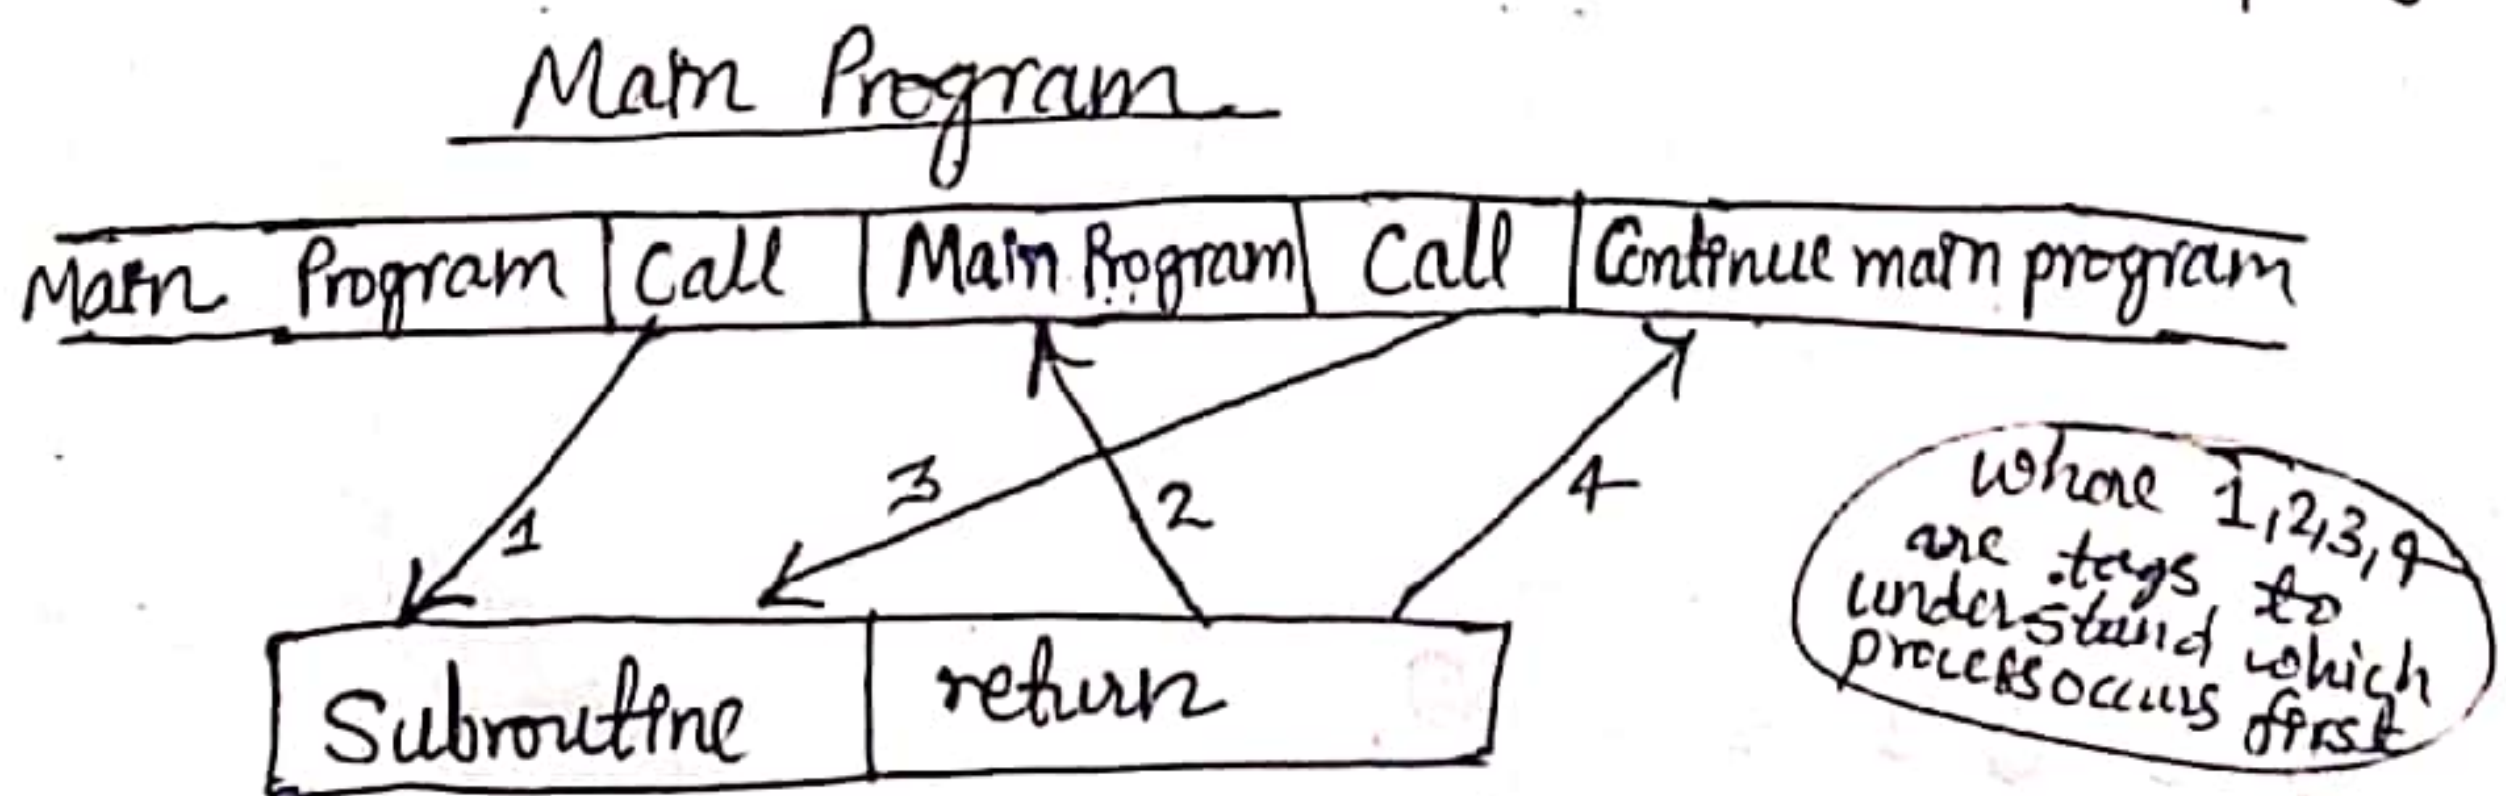 Main Program
Main Program Call Main Program Call Continue main program
1 3 2 4
Subroutine return
Where 1,2,3,4
are tags to
understand which
process occurs first